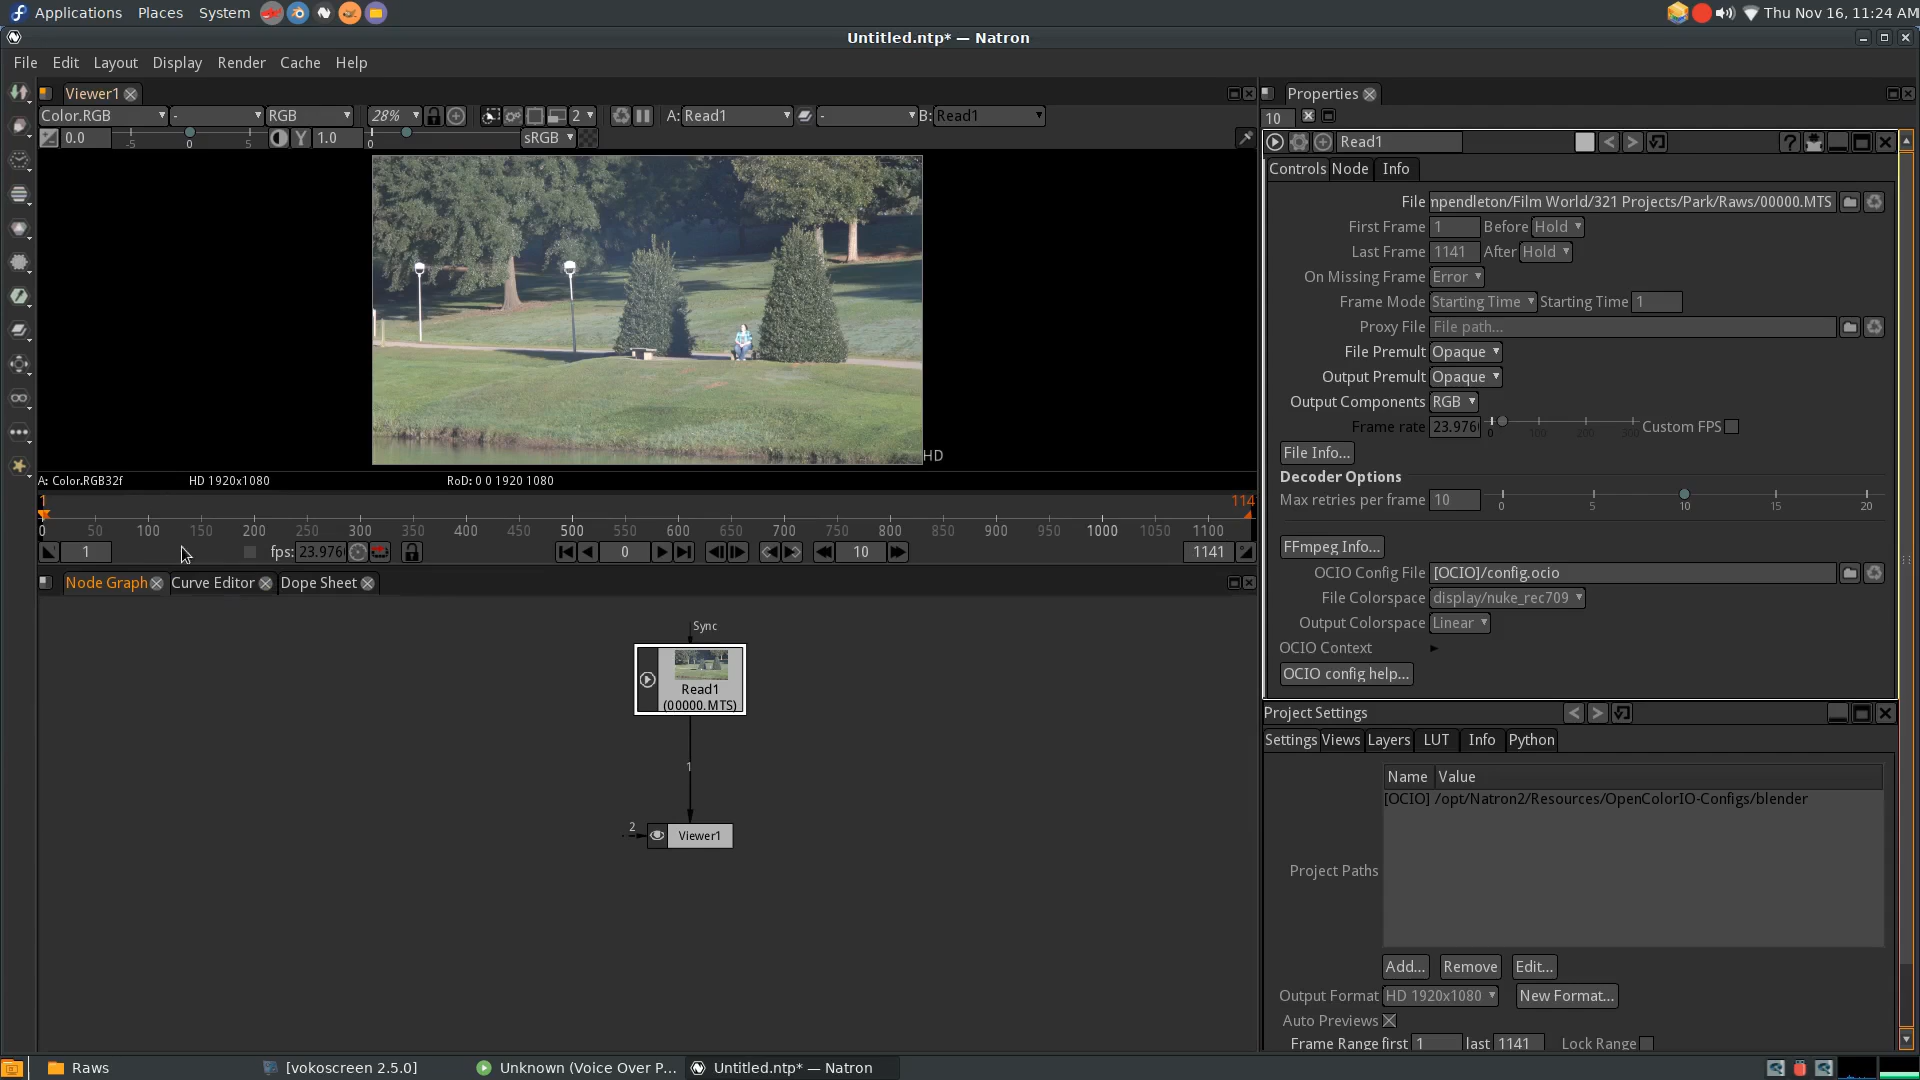 Applications Places System Thu Nov 16, 11:24 AM
Untitled.ntp* — Natron
File Edit Layout Display Render Cache Help
Viewer1
Color.RGB - RGB 28% 2 A: Read1 - B: Read1
0.0 -5 0 5 Y 1.0 0 sRGB
HD
A: Color.RGB32f HD 1920x1080 RoD: 0 0 1920 1080
1 114
0 50 100 150 200 250 300 350 400 450 500 550 600 650 700 750 800 850 900 950 1000 1050 1100
1 fps: 23.976 0 10 1141
Node Graph Curve Editor Dope Sheet
Sync
Read1
(00000.MTS)
1
2 Viewer1
Properties
10
Read1 ?
Controls Node Info
File mpendleton/Film World/321 Projects/Park/Raws/00000.MTS
First Frame 1 Before Hold
Last Frame 1141 After Hold
On Missing Frame Error
Frame Mode Starting Time Starting Time 1
Proxy File File path...
File Premult Opaque
Output Premult Opaque
Output Components RGB
Frame rate 23.976 0 100 200 300 Custom FPS
File Info...
Decoder Options
Max retries per frame 10 0 5 10 15 20
FFmpeg Info...
OCIO Config File [OCIO]/config.ocio
File Colorspace display/nuke_rec709
Output Colorspace Linear
OCIO Context
OCIO config help...
Project Settings
Settings Views Layers LUT Info Python
Name Value
[OCIO] /opt/Natron2/Resources/OpenColorIO-Configs/blender
Project Paths
Add... Remove Edit...
Output Format HD 1920x1080 New Format...
Auto Previews
Frame Range first 1 last 1141 Lock Range
Raws [vokoscreen 2.5.0] Unknown (Voice Over P... Untitled.ntp* — Natron